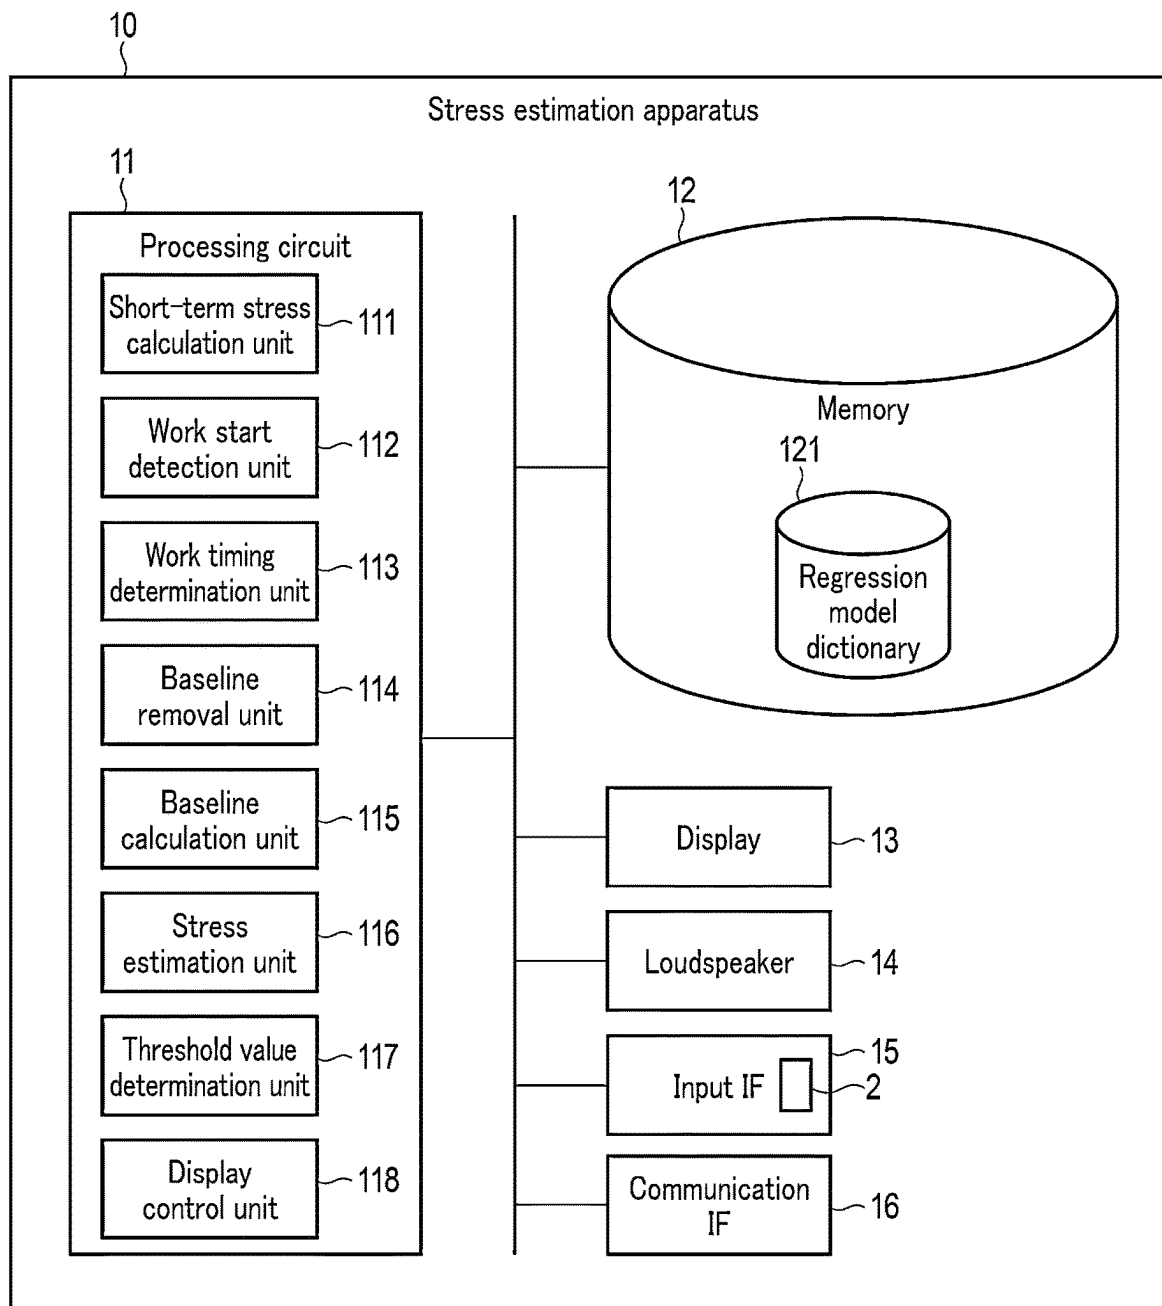 10
Stress estimation apparatus
11
Processing circuit
Short-term stress
calculation unit
111
Work start
detection unit
112
Work timing
determination unit
113
Baseline
removal unit
114
Baseline
calculation unit
115
Stress
estimation unit
116
Threshold value
determination unit
117
Display
control unit
118
12
Memory
121
Regression
model
dictionary
Display
13
Loudspeaker
14
Input IF
15
2
Communication
IF
16